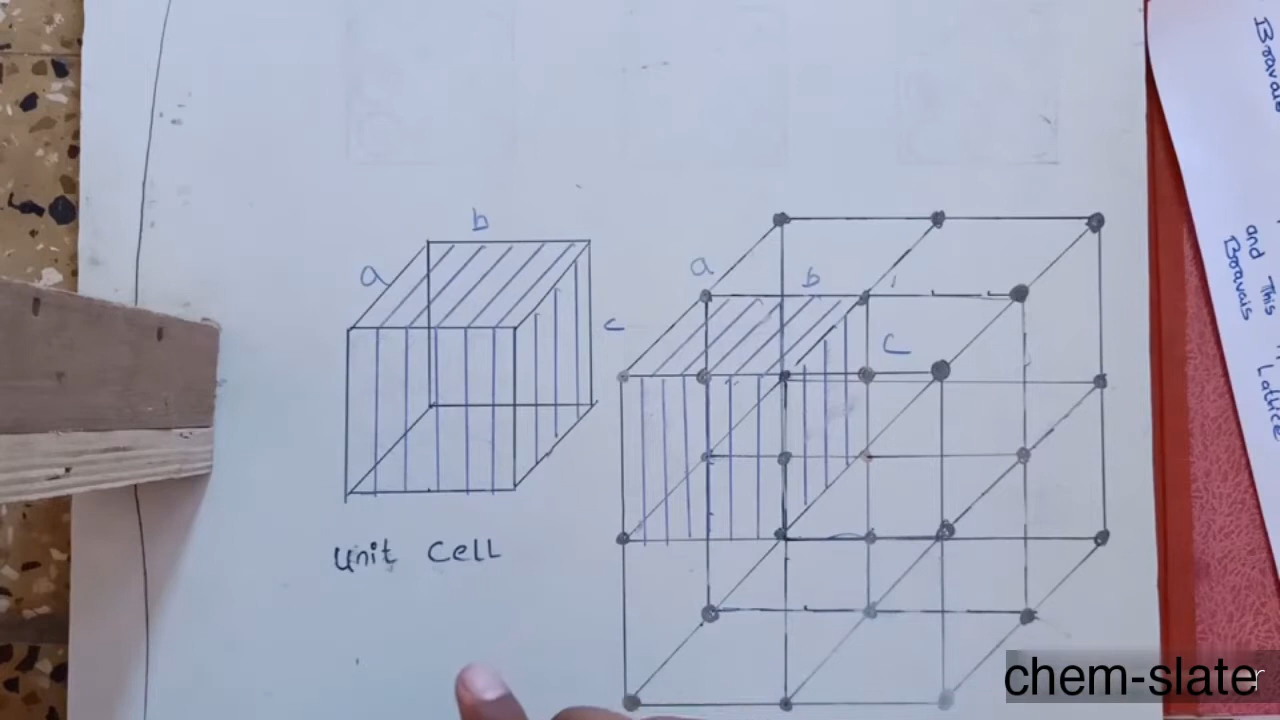 b
a
c
unit cell
a
b
c
Bravais
and This
Bravais Lattice
chem-slate